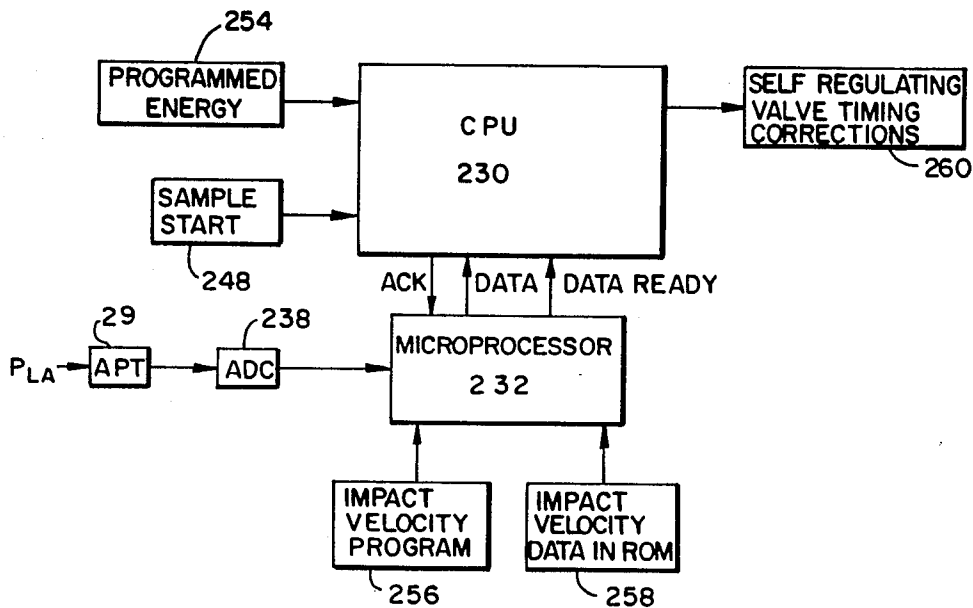 254
PROGRAMMED
ENERGY
CPU
230
SELF REGULATING
VALVE TIMING
CORRECTIONS
260
SAMPLE
START
248
ACK
DATA
DATA READY
29
238
PLA
APT
ADC
MICROPROCESSOR
232
IMPACT
VELOCITY
PROGRAM
256
IMPACT
VELOCITY
DATA IN ROM
258